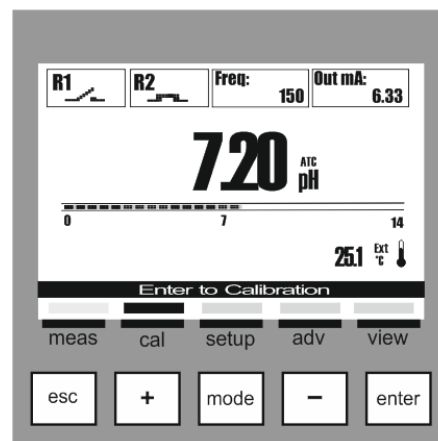 R1 R2 Freq: 150 Out mA: 6.33
7.20 ATC pH
0 7 14
25.1 Ext °C
Enter to Calibration
meas cal setup adv view
esc + mode − enter